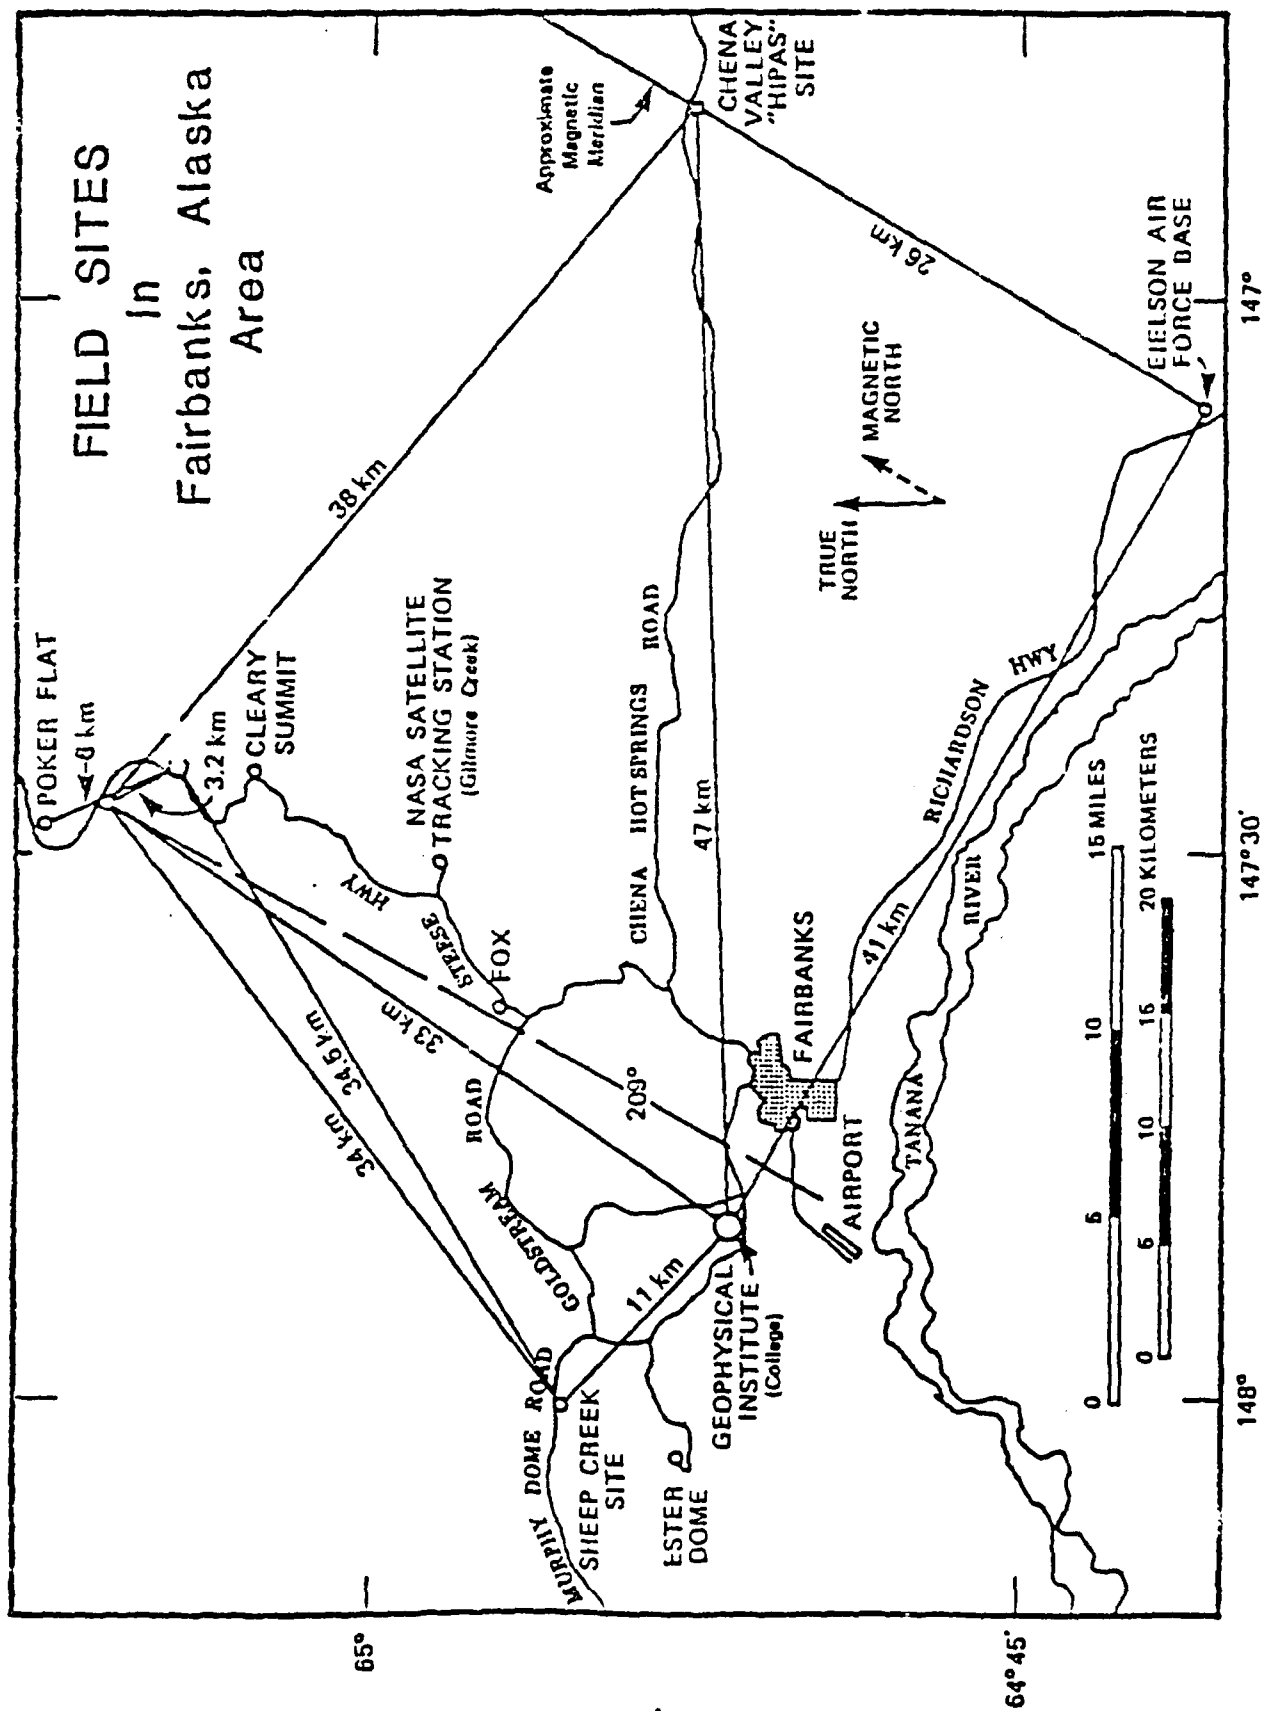 FIELD SITES
in
Fairbanks, Alaska
Area
POKER FLAT
8 km
3.2 km
CLEARY
SUMMIT
NASA SATELLITE
TRACKING STATION
(Gilmore Creek)
38 km
Approximate
Magnetic
Meridian
CHENA
VALLEY
"HIPAS"
SITE
STEESE
HWY
FOX
34 km
34.5 km
33 km
209°
GOLDSTREAM
ROAD
CHENA HOT SPRINGS ROAD
47 km
26 km
TRUE
NORTH
MAGNETIC
NORTH
EIELSON AIR
FORCE BASE
MURPHY DOME ROAD
SHEEP CREEK
SITE
11 km
ESTER
DOME
GEOPHYSICAL
INSTITUTE
(College)
FAIRBANKS
AIRPORT
41 km
RICHARDSON HWY
TANANA
RIVER
0 5 10 15 MILES
0 5 10 15 20 KILOMETERS
65°
64°45'
148°
147°30'
147°